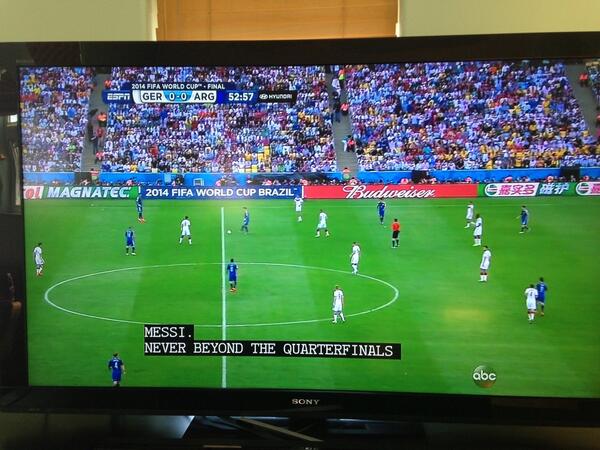 2014 FIFA WORLD CUP™ - FINAL
ESPN GER 0-0 ARG 52:57 HYUNDAI
MAGNATEC 2014 FIFA WORLD CUP BRAZIL Budweiser
MESSI.
NEVER BEYOND THE QUARTERFINALS
abc
SONY